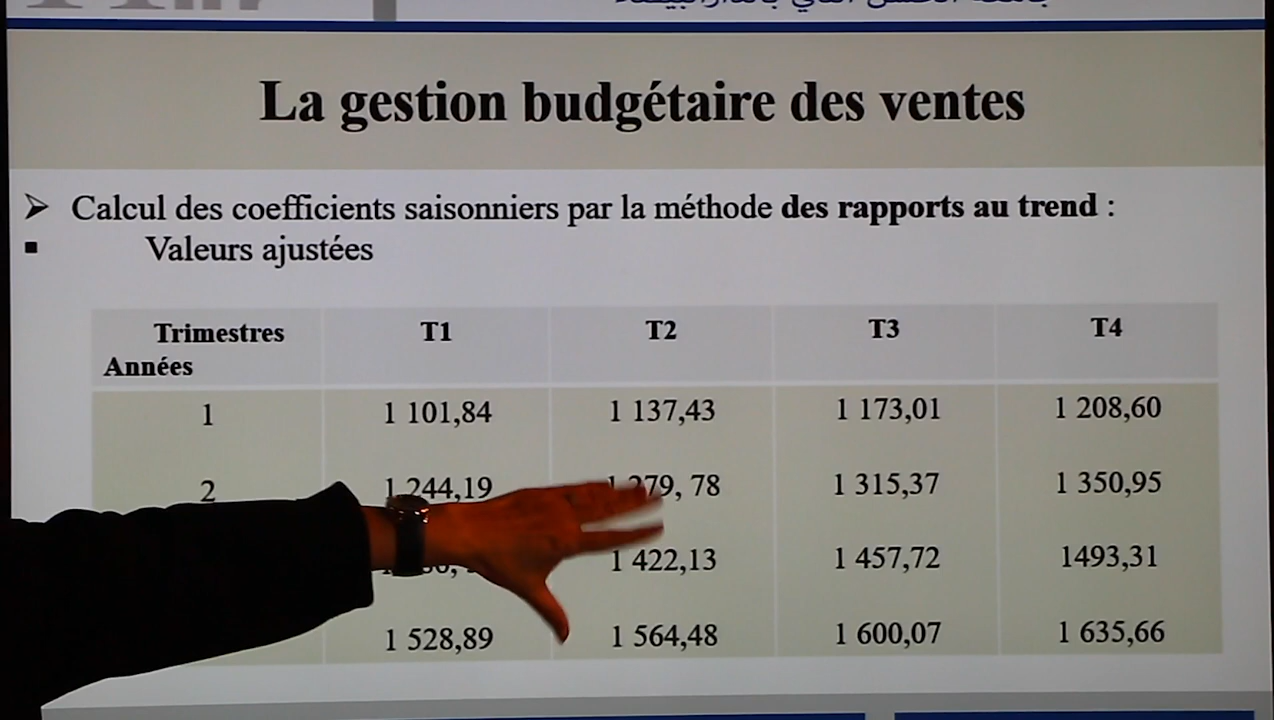 La gestion budgétaire des ventes
Calcul des coefficients saisonniers par la méthode des rapports au trend :
Valeurs ajustées
Trimestres T1 T2 T3 T4
Années
1 1 101,84 1 137,43 1 173,01 1 208,60
2 1 244,19 1 279, 78 1 315,37 1 350,95
1 422,13 1 457,72 1493,31
1 528,89 1 564,48 1 600,07 1 635,66